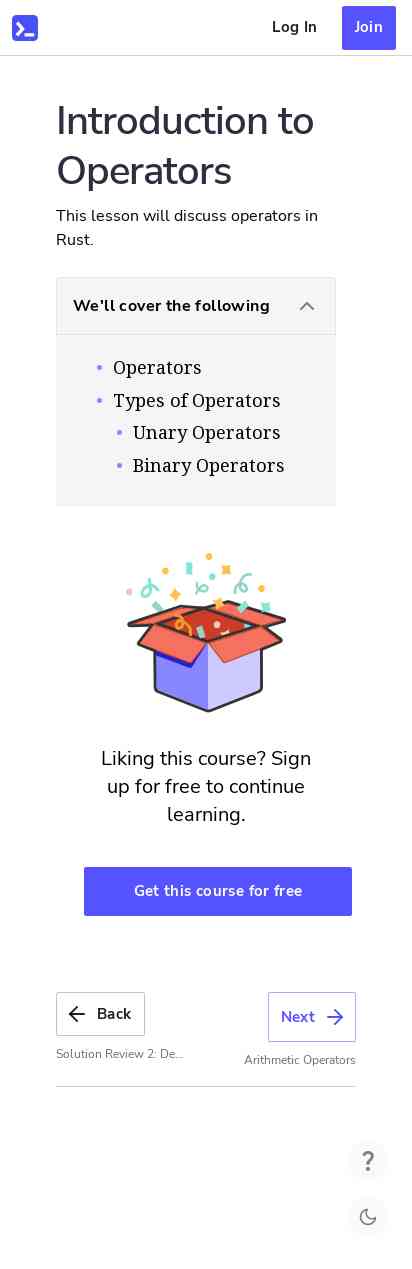 Log In
Join
Introduction to
Operators
This lesson will discuss operators in
Rust.
We'll cover the following
Operators
Types of Operators
Unary Operators
Binary Operators
Liking this course? Sign
up for free to continue
learning.
Get this course for free
Back
Next
Solution Review 2: De...
Arithmetic Operators
?